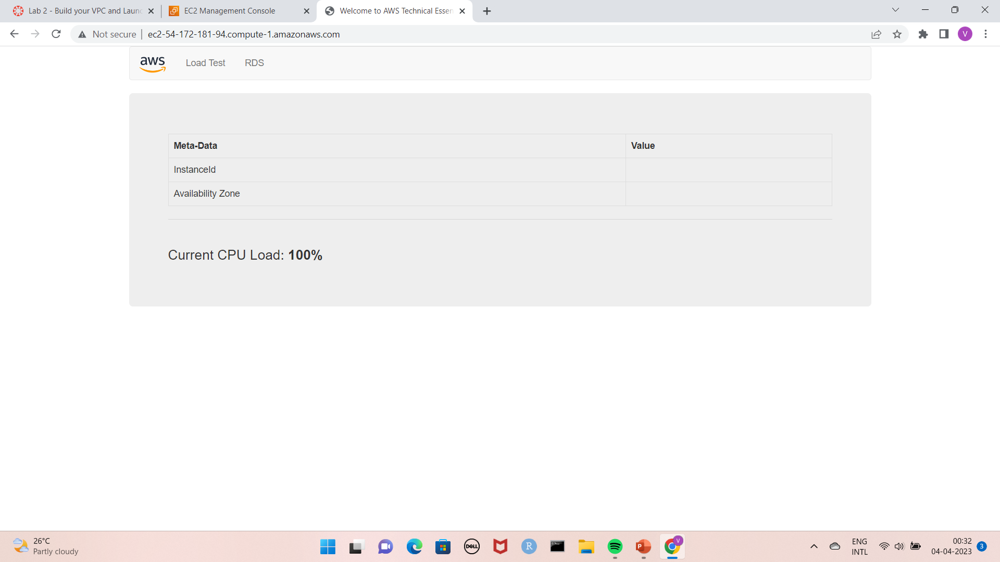 Lab 2 - Build your VPC and Laun
EC2 Management Console
Welcome to AWS Technical Essen
Not secure
ec2-54-172-181-94.compute-1.amazonaws.com
V
aws
Load Test
RDS
Meta-Data
Value
InstanceId
Availability Zone
Current CPU Load: 100%
26°C
Partly cloudy
DELL
R
P
V
ENG
INTL
00:32
04-04-2023
3